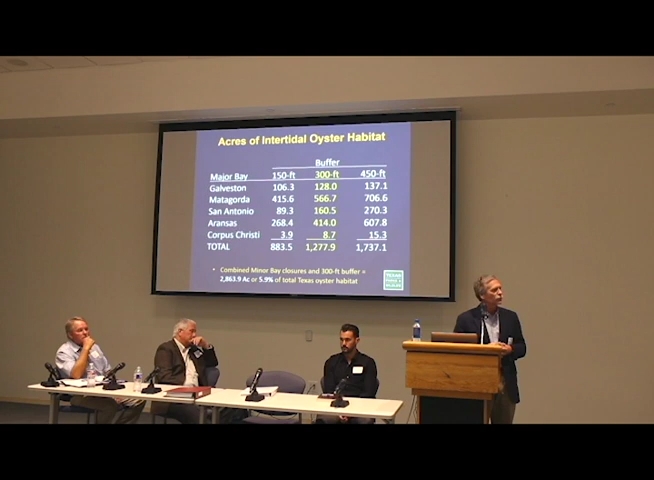 Acres of Intertidal Oyster Habitat
Buffer
Major Bay 150-ft 300-ft 450-ft
Galveston 106.3 128.0 137.1
Matagorda 415.6 566.7 706.6
San Antonio 89.3 160.5 270.3
Aransas 268.4 414.0 607.8
Corpus Christi 3.9 8.7 15.3
TOTAL 883.5 1,277.9 1,737.1
• Combined Minor Bay closures and 300-ft buffer =
2,863.9 Ac or 5.9% of total Texas oyster habitat
TEXAS